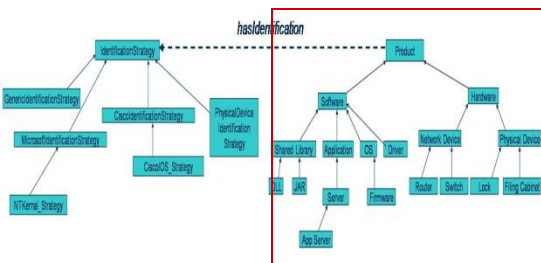 hasIdentification
IdentificationStrategy
Product
GenericIdentificationStrategy
CiscoIdentificationStrategy
PhysicalDevice
Identification
Strategy
MicrosoftIdentificationStrategy
CiscoIOS_Strategy
NTKernal_Strategy
Software
Hardware
Shared Library
Application
OS
Driver
Network Device
Physical Device
DLL
JAR
Server
Firmware
Router
Switch
Lock
Filing Cabinet
App Server